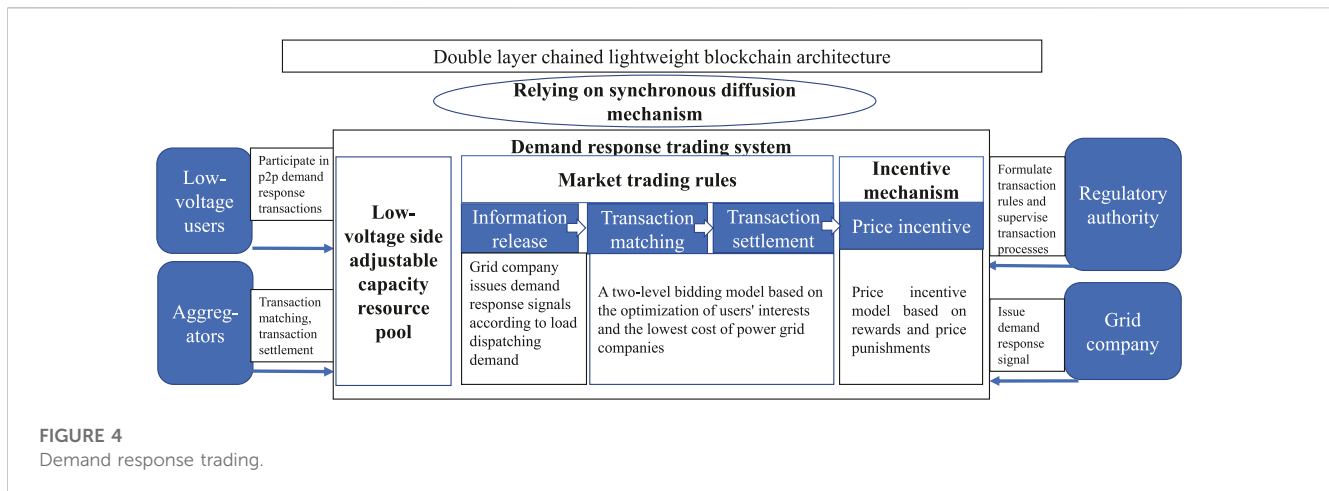 Double layer chained lightweight blockchain architecture
Relying on synchronous diffusion
mechanism
Demand response trading system
Low-
voltage
users
Participate in
p2p demand
response
transactions
Aggreg-
ators
Transaction
matching,
transaction
settlement
Low-
voltage side
adjustable
capacity
resource
pool
Market trading rules
Information
release
Transaction
matching
Transaction
settlement
Grid company
issues demand
response signals
according to load
dispatching
demand
A two-level bidding model based on
the optimization of users' interests
and the lowest cost of power grid
companies
Incentive
mechanism
Price incentive
Price incentive
model based on
rewards and price
punishments
Formulate
transaction
rules and
supervise
transaction
processes
Regulatory
authority
Issue
demand
response
signal
Grid
company
FIGURE 4
Demand response trading.